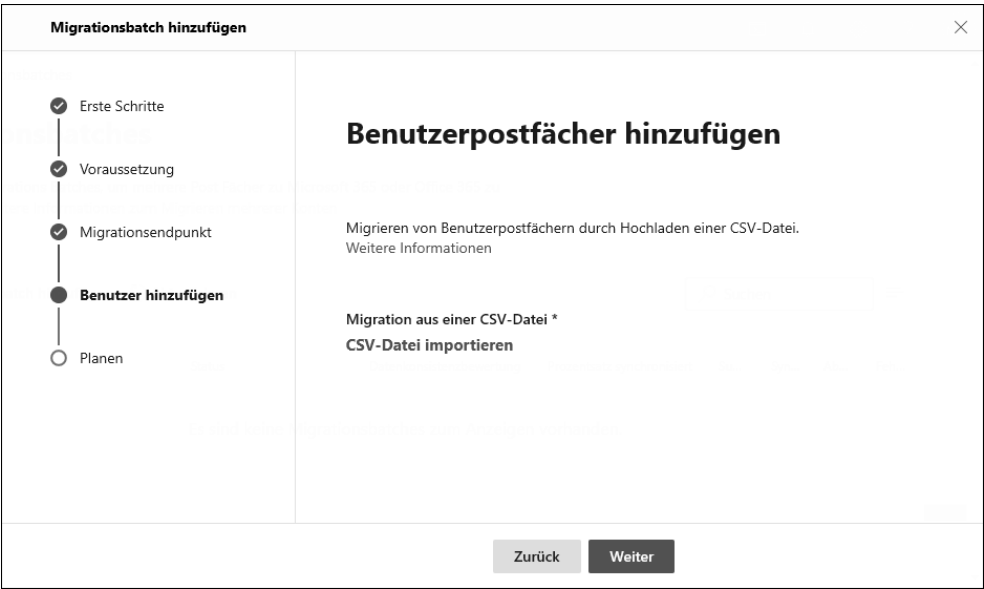 Migrationsbatch hinzufügen
Erste Schritte
Voraussetzung
Migrationsendpunkt
Benutzer hinzufügen
Planen
Benutzerpostfächer hinzufügen
Migrieren von Benutzerpostfächern durch Hochladen einer CSV-Datei.
Weitere Informationen
Migration aus einer CSV-Datei *
CSV-Datei importieren
Zurück
Weiter